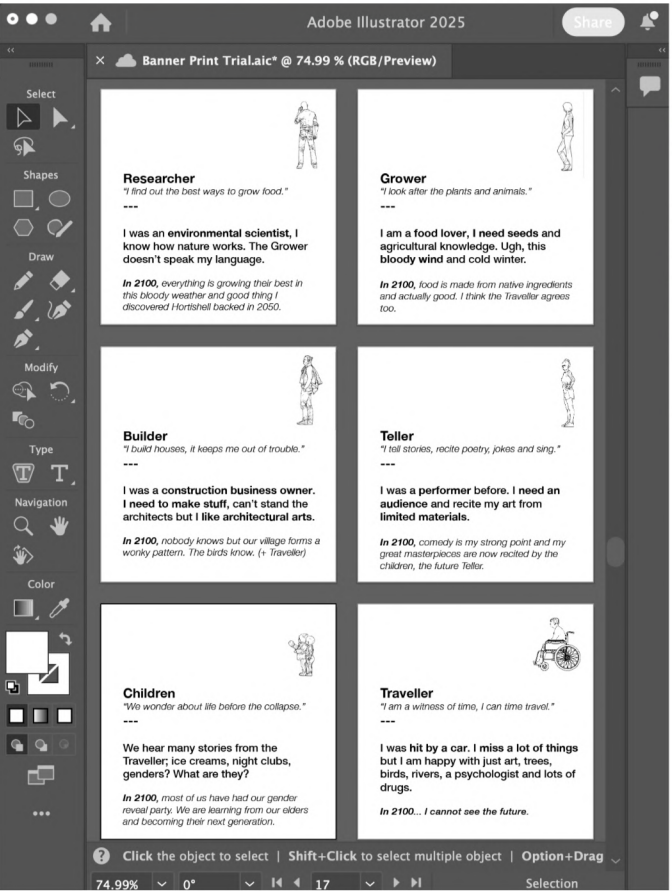 Adobe Illustrator 2025
Share
Banner Print Trial.aic* @ 74.99 % (RGB/Preview)
Select
Shapes
Draw
Modify
Type
Navigation
Color
Researcher
"I find out the best ways to grow food."
---
I was an environmental scientist, I
know how nature works. The Grower
doesn't speak my language.
In 2100, everything is growing their best in
this bloody weather and good thing I
discovered Hortishell backed in 2050.
Grower
"I look after the plants and animals."
---
I am a food lover, I need seeds and
agricultural knowledge. Ugh, this
bloody wind and cold winter.
In 2100, food is made from native ingredients
and actually good. I think the Traveller agrees
too.
Builder
"I build houses, it keeps me out of trouble."
---
I was a construction business owner.
I need to make stuff, can't stand the
architects but I like architectural arts.
In 2100, nobody knows but our village forms a
wonky pattern. The birds know. (+ Traveller)
Teller
"I tell stories, recite poetry, jokes and sing."
---
I was a performer before. I need an
audience and recite my art from
limited materials.
In 2100, comedy is my strong point and my
great masterpieces are now recited by the
children, the future Teller.
Children
"We wonder about life before the collapse."
---
We hear many stories from the
Traveller; ice creams, night clubs,
genders? What are they?
In 2100, most of us have had our gender
reveal party. We are learning from our elders
and becoming their next generation.
Traveller
"I am a witness of time, I can time travel."
---
I was hit by a car. I miss a lot of things
but I am happy with just art, trees,
birds, rivers, a psychologist and lots of
drugs.
In 2100... I cannot see the future.
Click the object to select | Shift+Click to select multiple object | Option+Drag
74.99% 0° 17 Selection